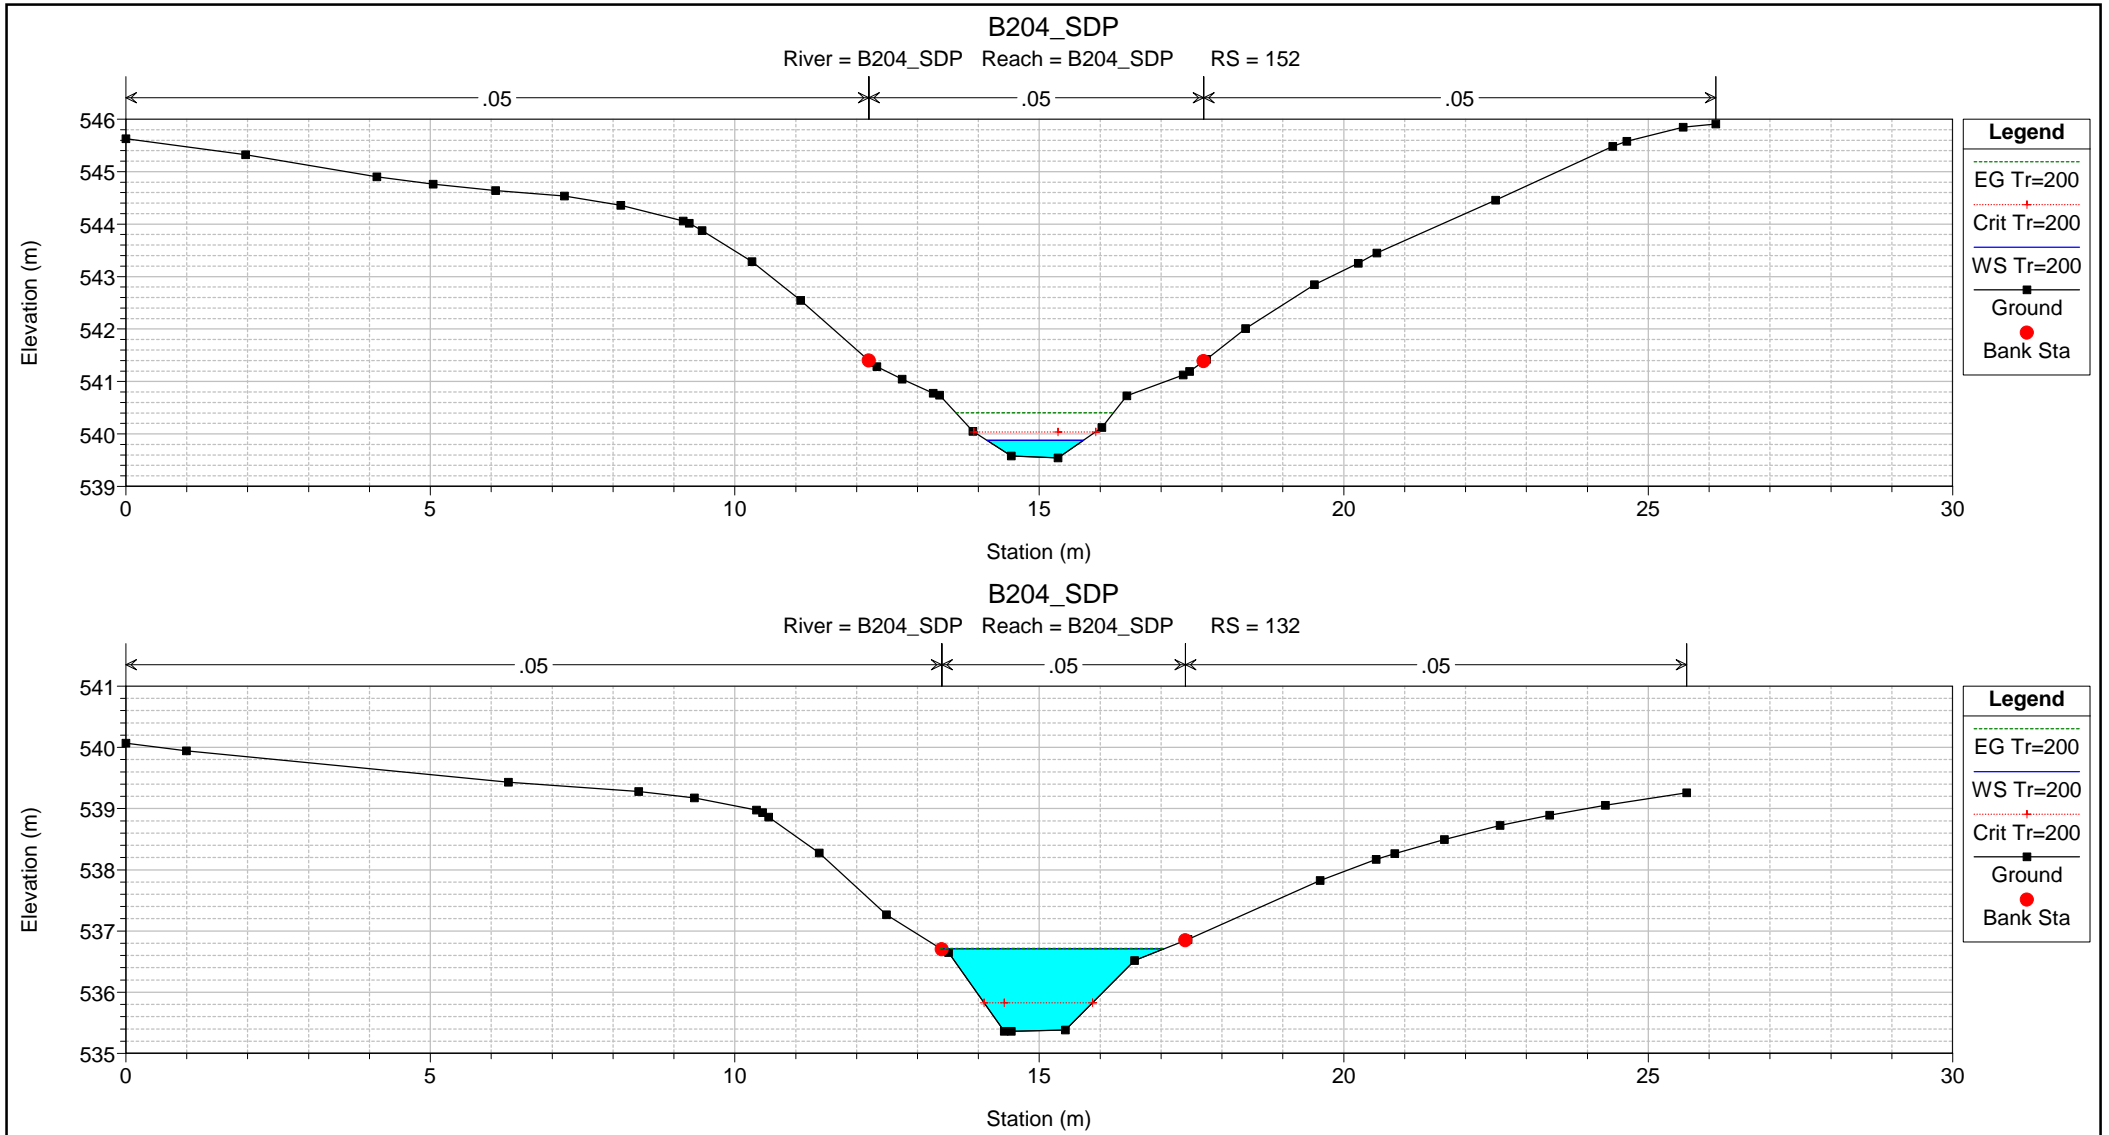 B204_SDP
River = B204_SDP   Reach = B204_SDP      RS = 152
.05 .05 .05
546
545
544
543
542
541
540
539
Elevation (m)
0 5 10 15 20 25 30
Station (m)
Legend
EG Tr=200
Crit Tr=200
WS Tr=200
Ground
Bank Sta
B204_SDP
River = B204_SDP   Reach = B204_SDP      RS = 132
.05 .05 .05
541
540
539
538
537
536
535
Elevation (m)
0 5 10 15 20 25 30
Station (m)
Legend
EG Tr=200
WS Tr=200
Crit Tr=200
Ground
Bank Sta